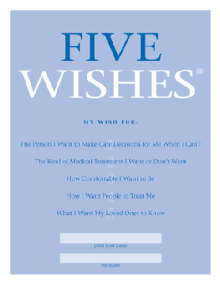 FIVE
WISHES®
MY WISH FOR:
The Person I Want to Make Care Decisions for Me When I Can't
The Kind of Medical Treatment I Want or Don't Want
How Comfortable I Want to Be
How I Want People to Treat Me
What I Want My Loved Ones to Know
print your name
birthdate